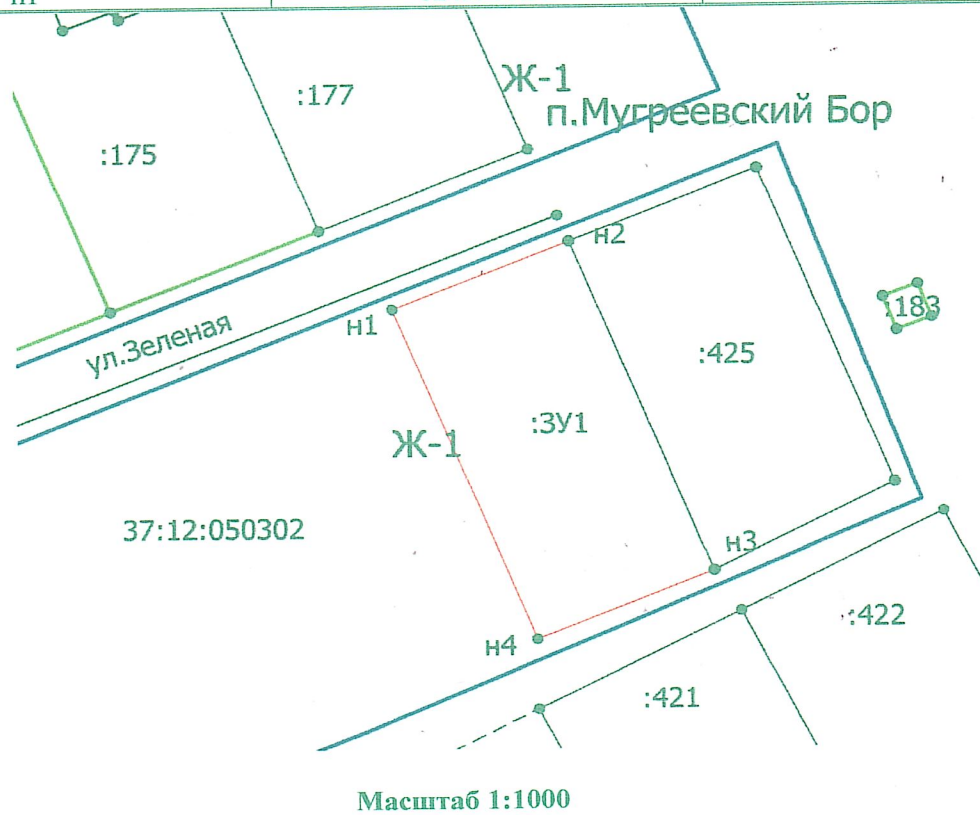 Ж-1
:177
п.Мугреевский Бор
:175
н2
:183
н1
ул.Зеленая
:425
:ЗУ1
Ж-1
37:12:050302
н3
:422
н4
:421
Масштаб 1:1000